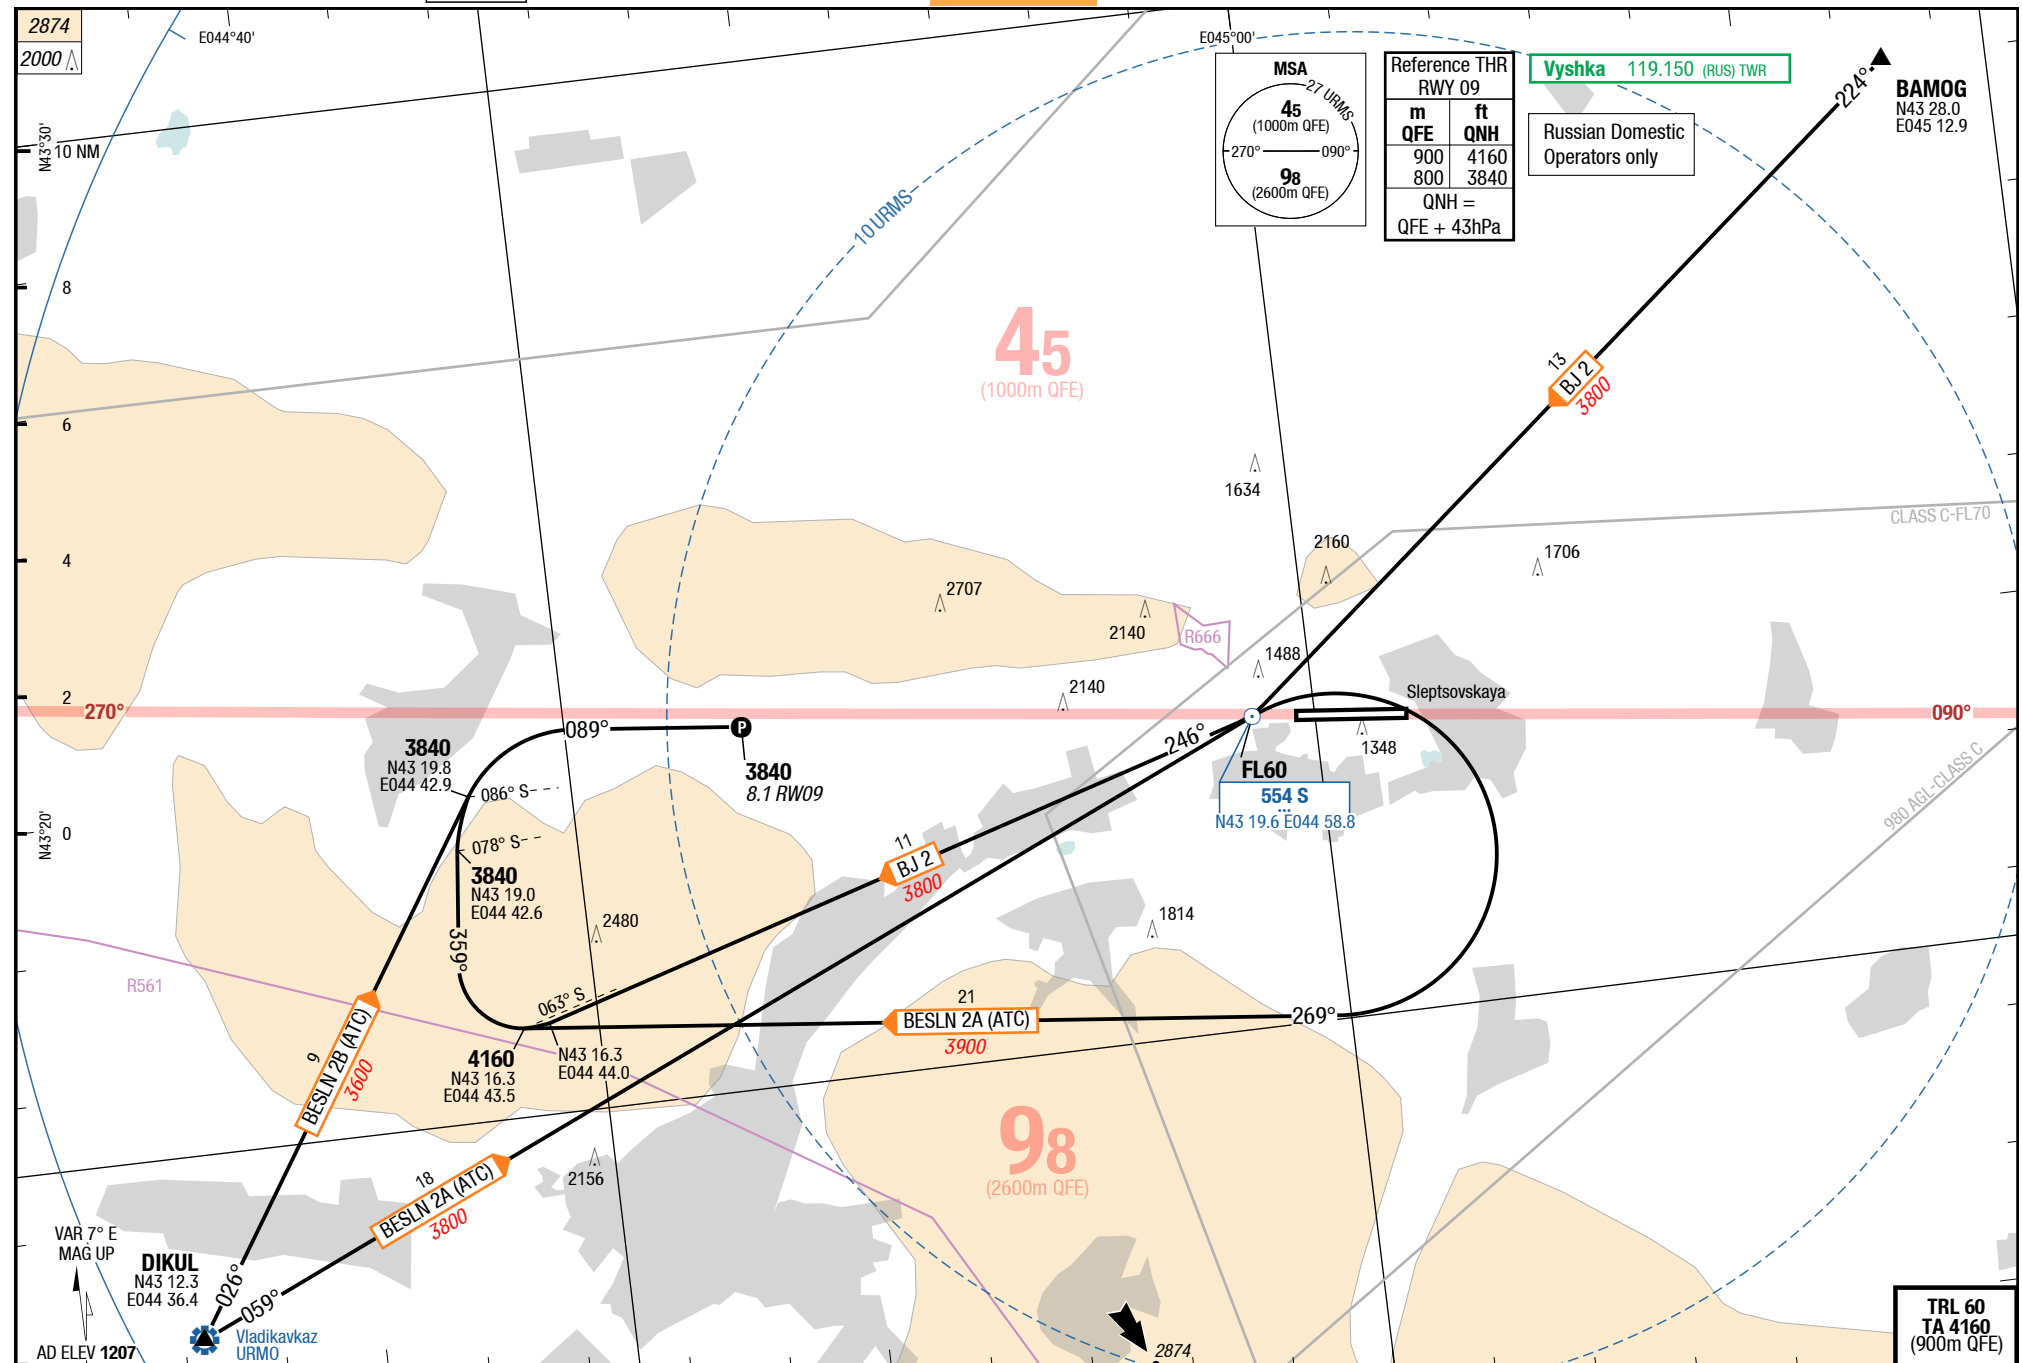 2874
2000
E044°40'
E045°00'
N43°30'
10 NM
8
6
4
2
0
N43°20'
MSA
27 URMS
45
(1000m QFE)
270°
090°
98
(2600m QFE)
Reference THR
RWY 09
m ft
QFE QNH
900 4160
800 3840
QNH =
QFE + 43hPa
Vyshka 119.150 (RUS) TWR
Russian Domestic
Operators only
224°
BAMOG
N43 28.0
E045 12.9
10 URMS
45
(1000m QFE)
13
BJ 2
3800
1634
CLASS C-FL70
2160
1706
2707
2140
R666
1488
2140
Sleptsovskaya
270°
090°
089°
P
3840
8.1 RW09
3840
N43 19.8
E044 42.9
086° S
078° S
3840
N43 19.0
E044 42.6
246°
1348
FL60
554 S
...
N43 19.6 E044 58.8
980 AGL-CLASS C
11
BJ 2
3800
2480
1814
359°
R561
063° S
21
BESLN 2A (ATC)
3900
269°
4160
N43 16.3
E044 43.5
N43 16.3
E044 44.0
9
BESLN 2B (ATC)
3600
98
(2600m QFE)
2156
18
BESLN 2A (ATC)
3800
VAR 7° E
MAG UP
DIKUL
N43 12.3
E044 36.4
026°
059°
Vladikavkaz
URMO
AD ELEV 1207
2874
TRL 60
TA 4160
(900m QFE)